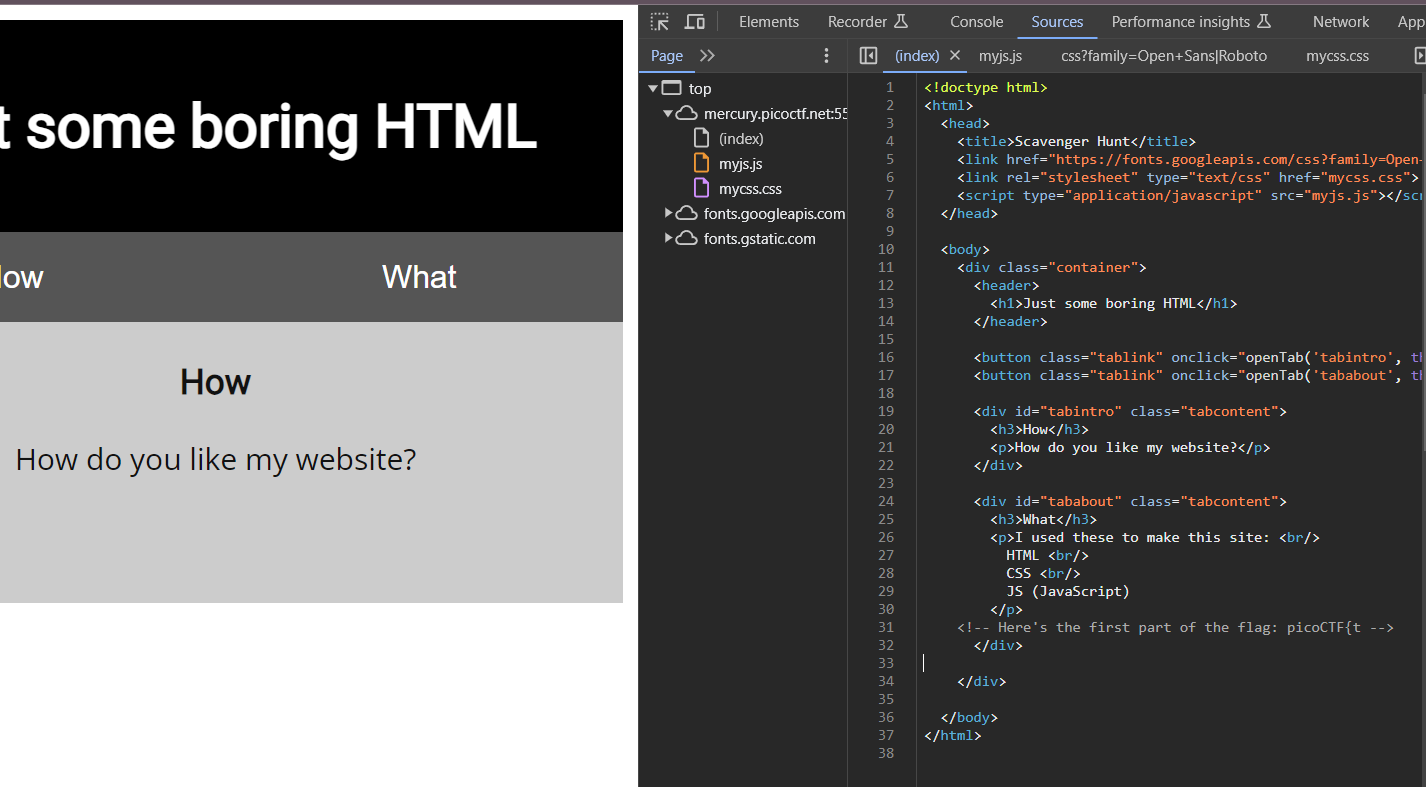 t some boring HTML
low
What
How
How do you like my website?
Elements Recorder Console Sources Performance insights Network App
Page (index) myjs.js css?family=Open+Sans|Roboto mycss.css
top
mercury.picoctf.net:55
(index)
myjs.js
mycss.css
fonts.googleapis.com
fonts.gstatic.com
1 <!doctype html>
2 <html>
3 <head>
4 <title>Scavenger Hunt</title>
5 <link href="https://fonts.googleapis.com/css?family=Open-
6 <link rel="stylesheet" type="text/css" href="mycss.css">
7 <script type="application/javascript" src="myjs.js"></scr
8 </head>
9
10 <body>
11 <div class="container">
12 <header>
13 <h1>Just some boring HTML</h1>
14 </header>
15
16 <button class="tablink" onclick="openTab('tabintro', th
17 <button class="tablink" onclick="openTab('tababout', th
18
19 <div id="tabintro" class="tabcontent">
20 <h3>How</h3>
21 <p>How do you like my website?</p>
22 </div>
23
24 <div id="tababout" class="tabcontent">
25 <h3>What</h3>
26 <p>I used these to make this site: <br/>
27 HTML <br/>
28 CSS <br/>
29 JS (JavaScript)
30 </p>
31 <!-- Here's the first part of the flag: picoCTF{t -->
32 </div>
33
34 </div>
35
36 </body>
37 </html>
38